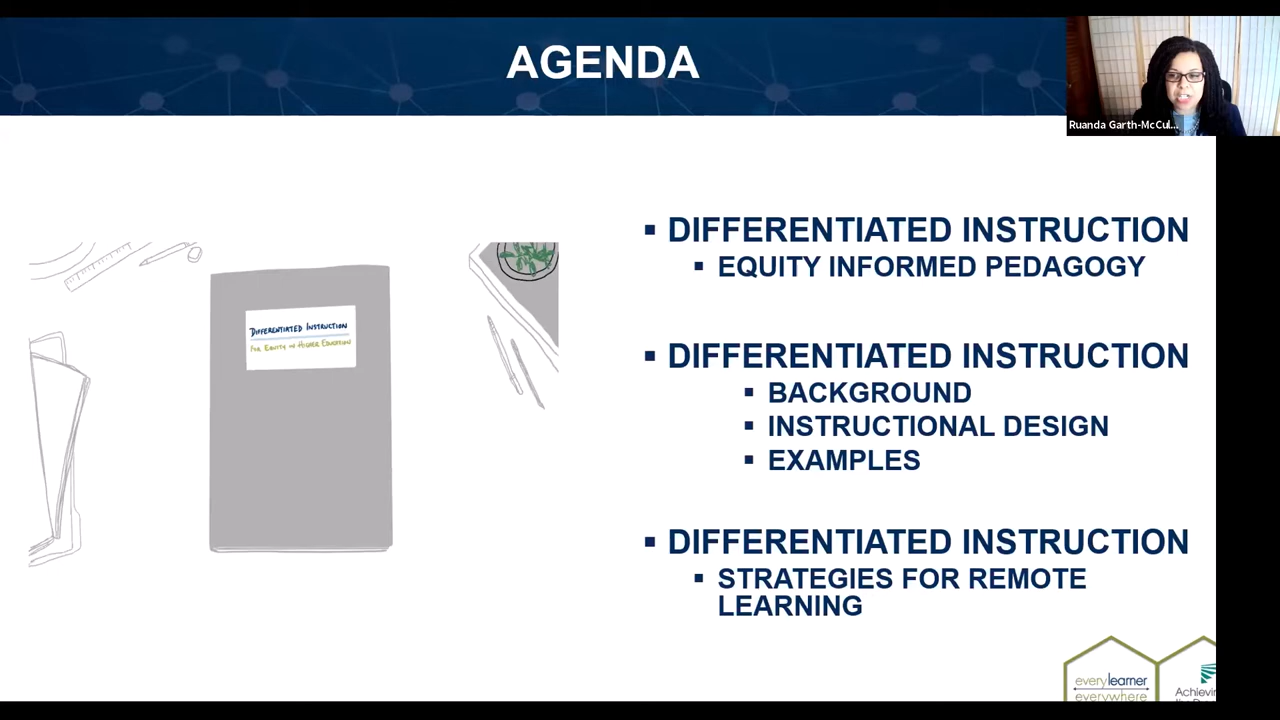 AGENDA
Ruanda Garth-McCul...
DIFFERENTIATED INSTRUCTION
FOR EQUITY IN HIGHER EDUCATION
▪ DIFFERENTIATED INSTRUCTION
▪ EQUITY INFORMED PEDAGOGY
▪ DIFFERENTIATED INSTRUCTION
▪ BACKGROUND
▪ INSTRUCTIONAL DESIGN
▪ EXAMPLES
▪ DIFFERENTIATED INSTRUCTION
▪ STRATEGIES FOR REMOTE
LEARNING
everylearner
everywhere